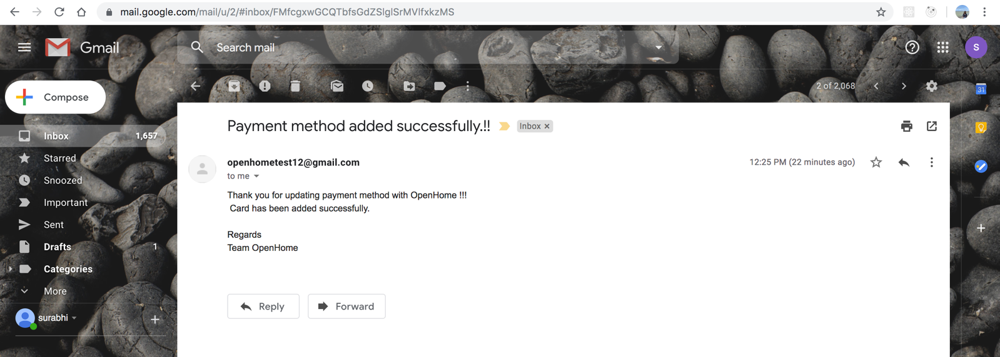 mail.google.com/mail/u/2/#inbox/FMfcgxwGCQTbfsGdZSlglSrMVlfxkzMS
Gmail
Search mail
S
Compose
2 of 2,068
31
Inbox 1,657
Starred
Snoozed
Important
Sent
Drafts 1
Categories
More
surabhi
Payment method added successfully.!!
Inbox
openhometest12@gmail.com
12:25 PM (22 minutes ago)
to me
Thank you for updating payment method with OpenHome !!!
Card has been added successfully.
Regards
Team OpenHome
Reply
Forward